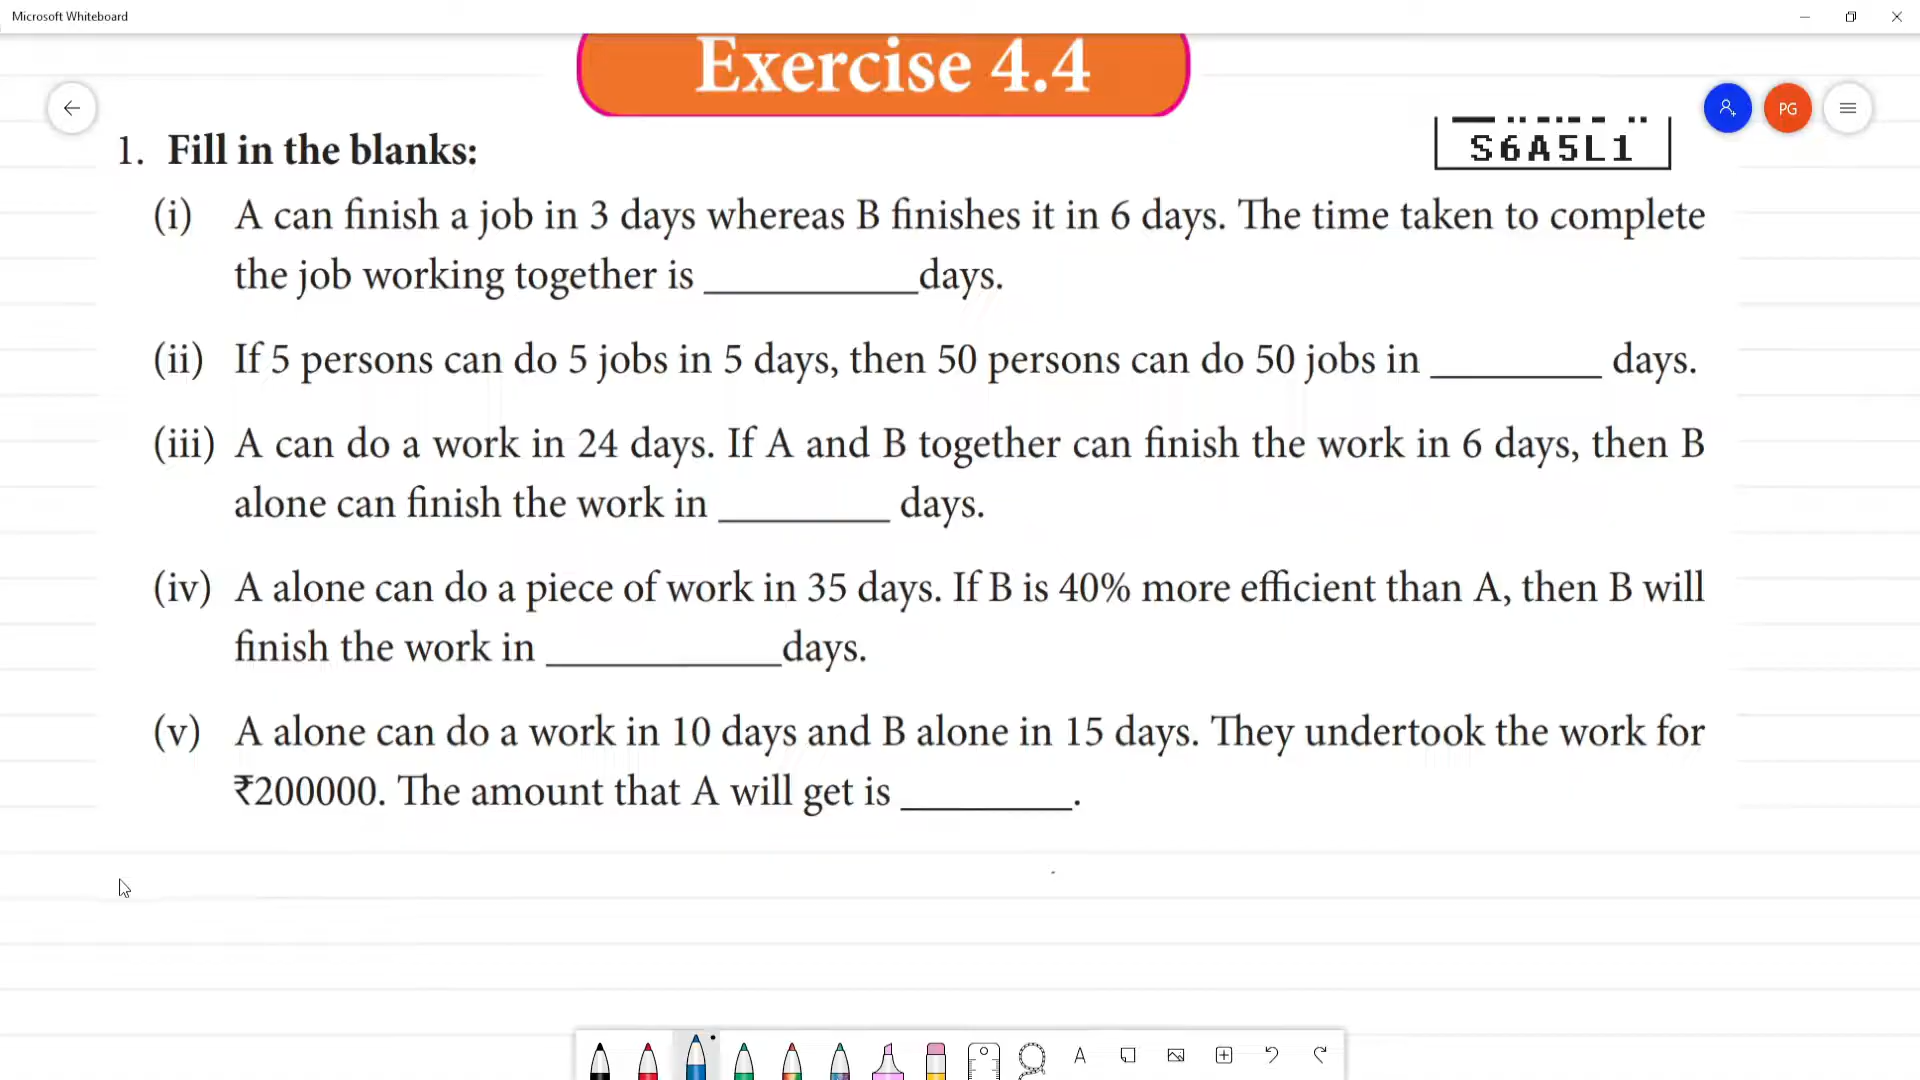 Microsoft Whiteboard
Exercise 4.4
PG
S6A5L1
1. Fill in the blanks:
(i) A can finish a job in 3 days whereas B finishes it in 6 days. The time taken to complete
the job working together is __________days.
(ii) If 5 persons can do 5 jobs in 5 days, then 50 persons can do 50 jobs in ________ days.
(iii) A can do a work in 24 days. If A and B together can finish the work in 6 days, then B
alone can finish the work in ________ days.
(iv) A alone can do a piece of work in 35 days. If B is 40% more efficient than A, then B will
finish the work in ___________days.
(v) A alone can do a work in 10 days and B alone in 15 days. They undertook the work for
₹200000. The amount that A will get is ________.
A